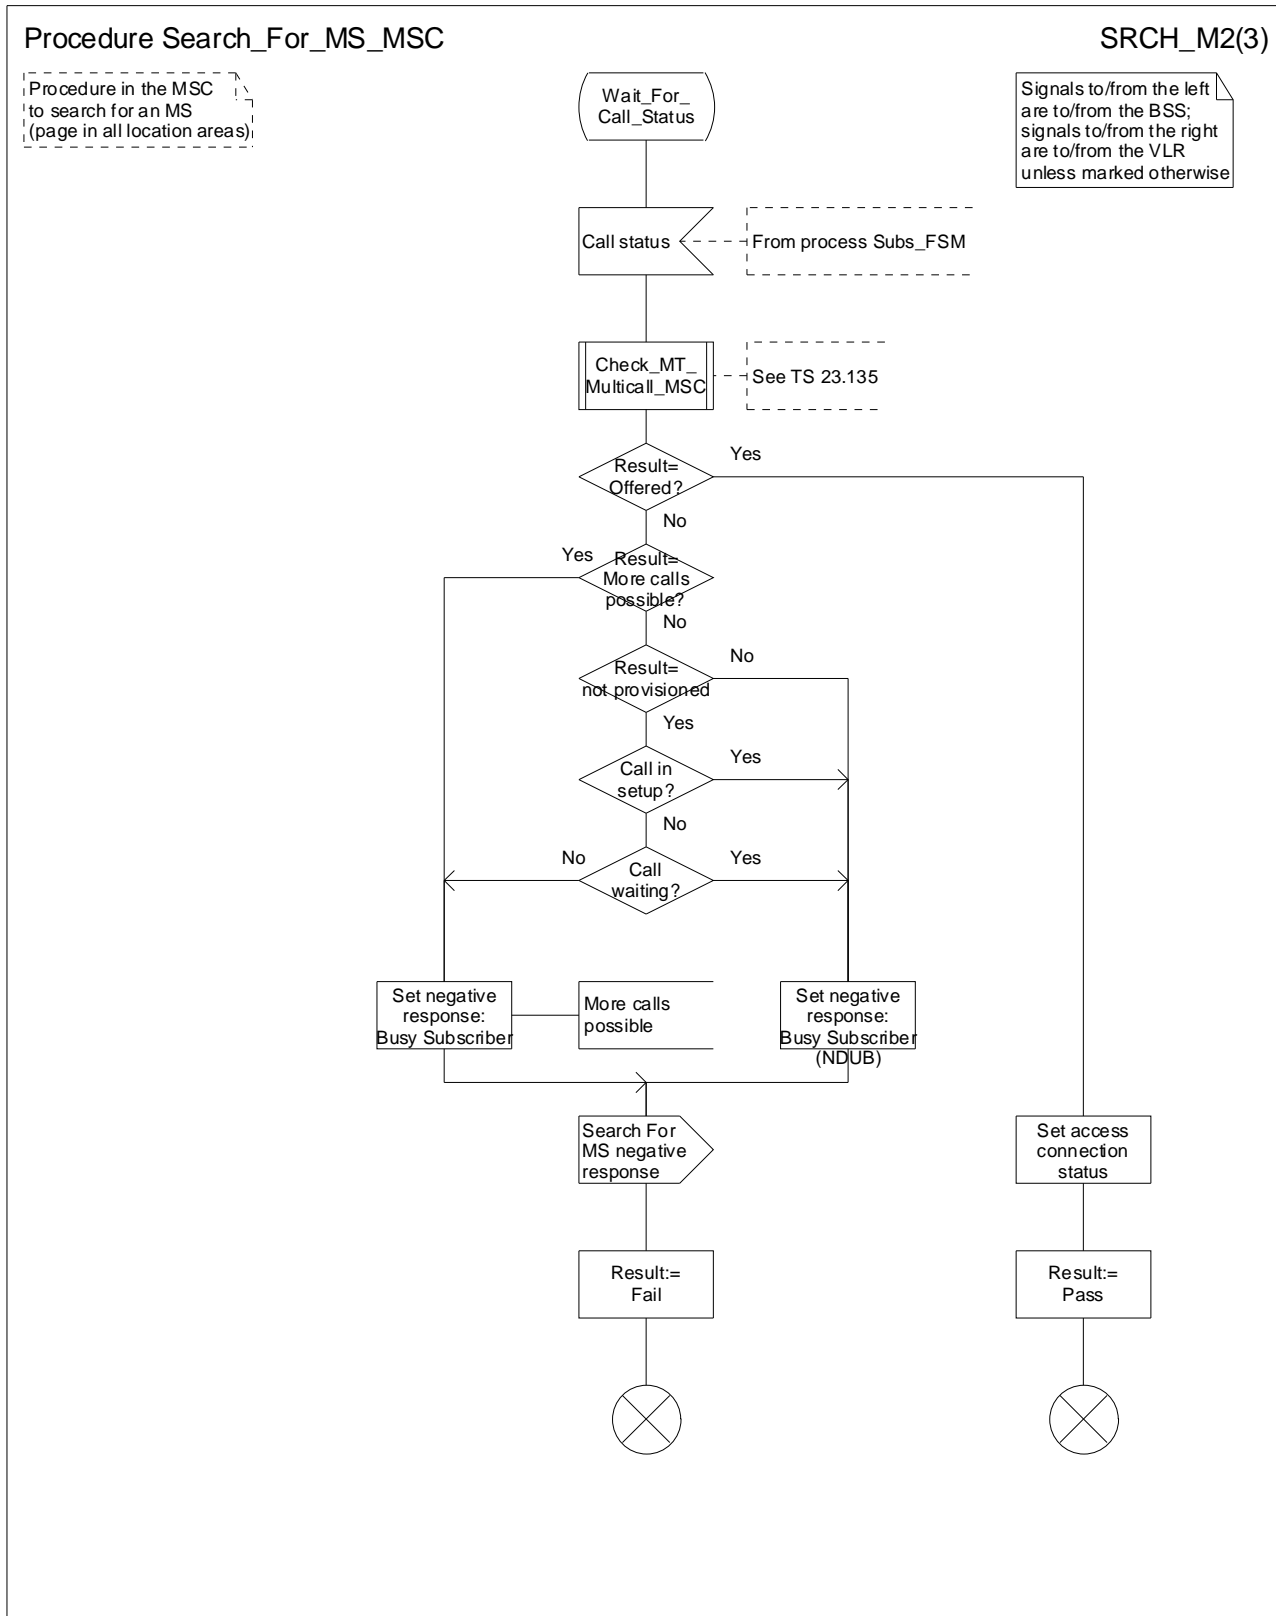 Procedure Search_For_MS_MSC
SRCH_M2(3)
Procedure in the MSC
to search for an MS
(page in all location areas)
Wait_For_
Call_Status
Signals to/from the left
are to/from the BSS;
signals to/from the right
are to/from the VLR
unless marked otherwise
Call status
From process Subs_FSM
Check_MT_
Multicall_MSC
See TS 23.135
Result=
Offered?
Yes
No
Result=
More calls
possible?
Yes
No
Result=
not provisioned
No
Yes
Call in
setup?
Yes
No
Call
waiting?
No
Yes
Set negative
response:
Busy Subscriber
More calls
possible
Set negative
response:
Busy Subscriber
(NDUB)
Search For
MS negative
response
Set access
connection
status
Result:=
Fail
Result:=
Pass